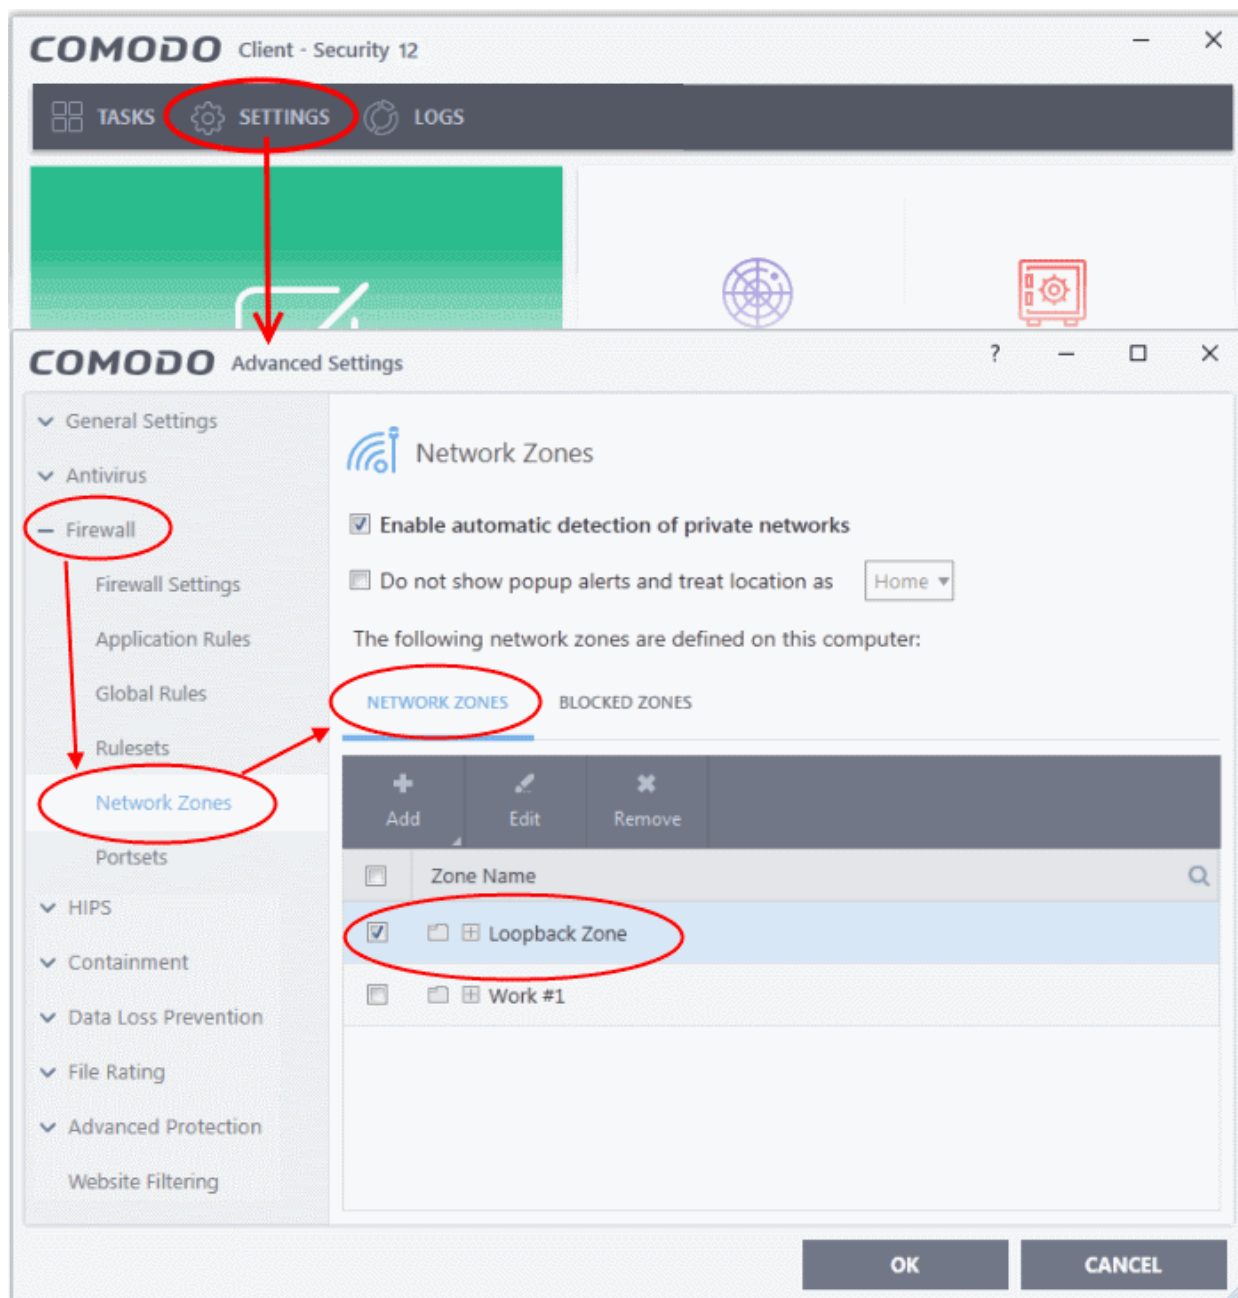 COMODO Client - Security 12
TASKS SETTINGS LOGS
COMODO Advanced Settings ?
General Settings
Antivirus
Firewall
Firewall Settings
Application Rules
Global Rules
Rulesets
Network Zones
Portsets
HIPS
Containment
Data Loss Prevention
File Rating
Advanced Protection
Website Filtering
Network Zones
Enable automatic detection of private networks
Do not show popup alerts and treat location as Home
The following network zones are defined on this computer:
NETWORK ZONES BLOCKED ZONES
Add Edit Remove
Zone Name
Loopback Zone
Work #1
OK CANCEL